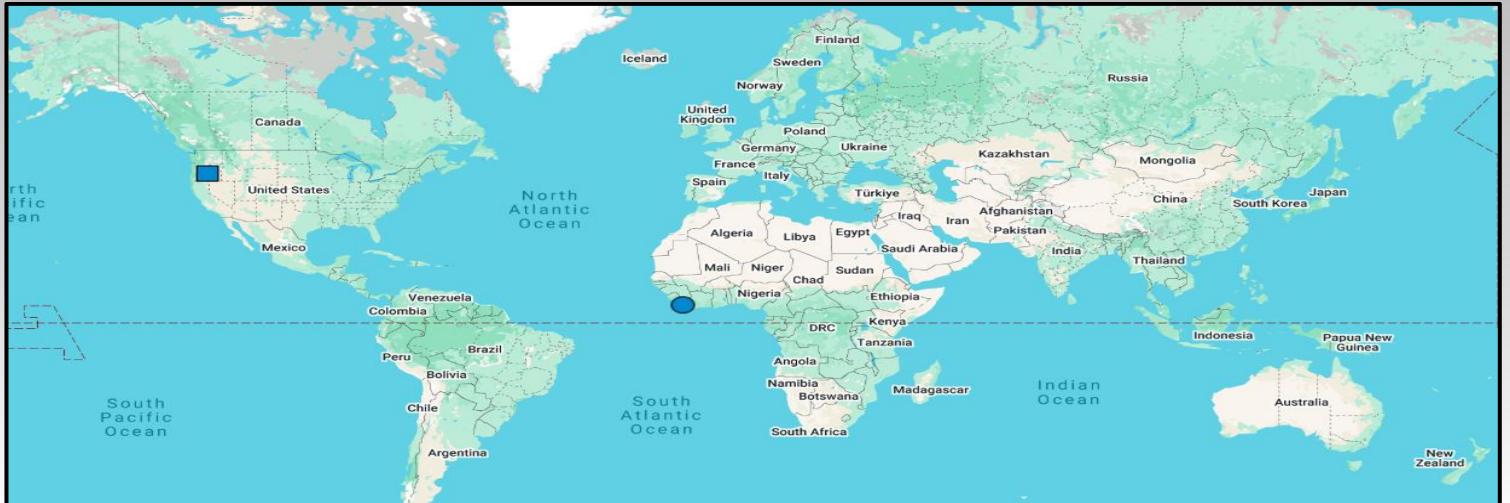 Finland
Iceland
Sweden
Russia
Norway
United
Kingdom
Canada
Poland
Germany
Ukraine
Kazakhstan
France
Mongolia
Italy
Spain
United States
rth
ific
ean
North
Atlantic
Ocean
Türkiye
Japan
China
South Korea
Iraq
Iran
Afghanistan
Pakistan
Algeria
Libya
Egypt
Saudi Arabia
India
Mexico
Thailand
Mali
Niger
Sudan
Chad
Nigeria
Ethiopia
Venezuela
Colombia
Kenya
DRC
Indonesia
Papua New
Guinea
Tanzania
Brazil
Peru
Angola
Bolivia
Namibia
Botswana
Madagascar
Indian
Ocean
South
Pacific
Ocean
Chile
South
Atlantic
Ocean
Australia
South Africa
Argentina
New
Zealand